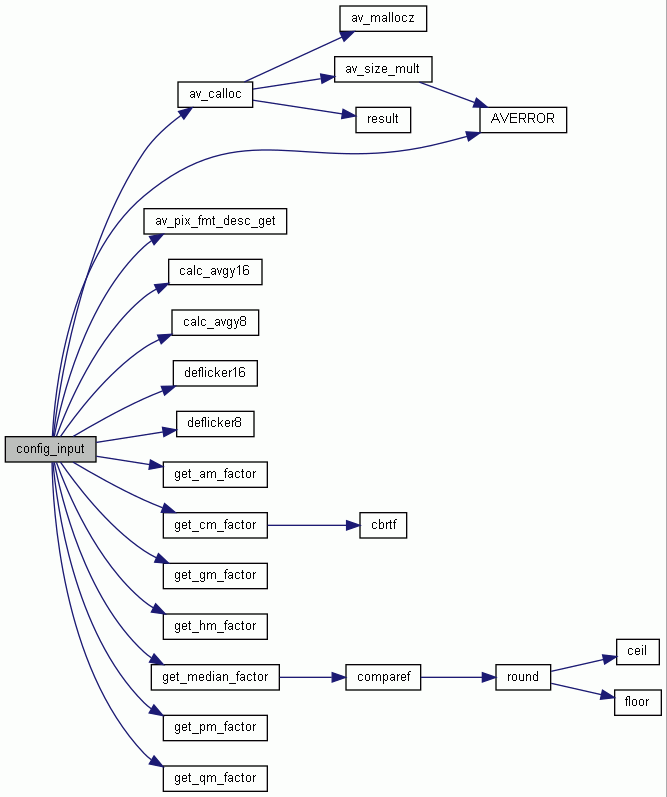 av_mallocz
av_size_mult
av_calloc
result
AVERROR
av_pix_fmt_desc_get
calc_avgy16
calc_avgy8
deflicker16
deflicker8
config_input
get_am_factor
get_cm_factor
cbrtf
get_gm_factor
get_hm_factor
ceil
get_median_factor
comparef
round
floor
get_pm_factor
get_qm_factor